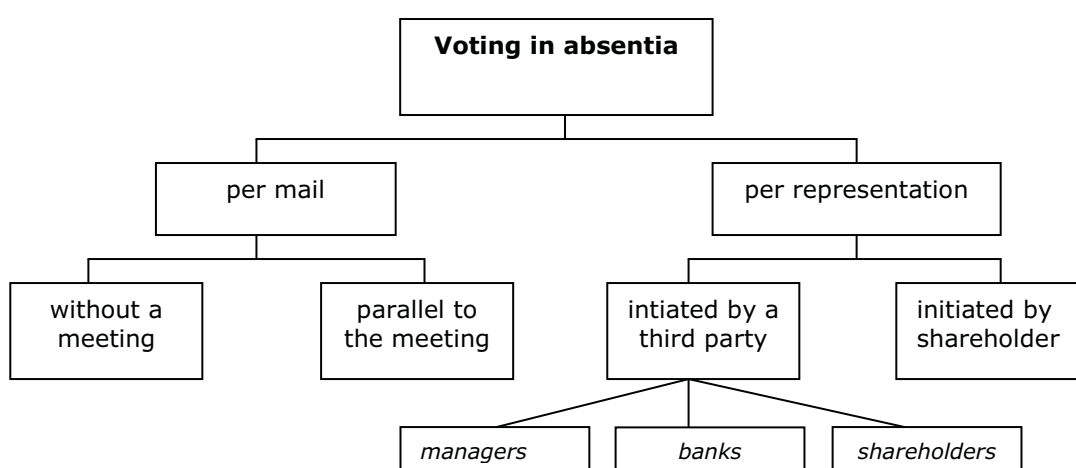 Voting in absentia
per mail
per representation
without a
meeting
parallel to
the meeting
intiated by a
third party
initiated by
shareholder
managers
banks
shareholders